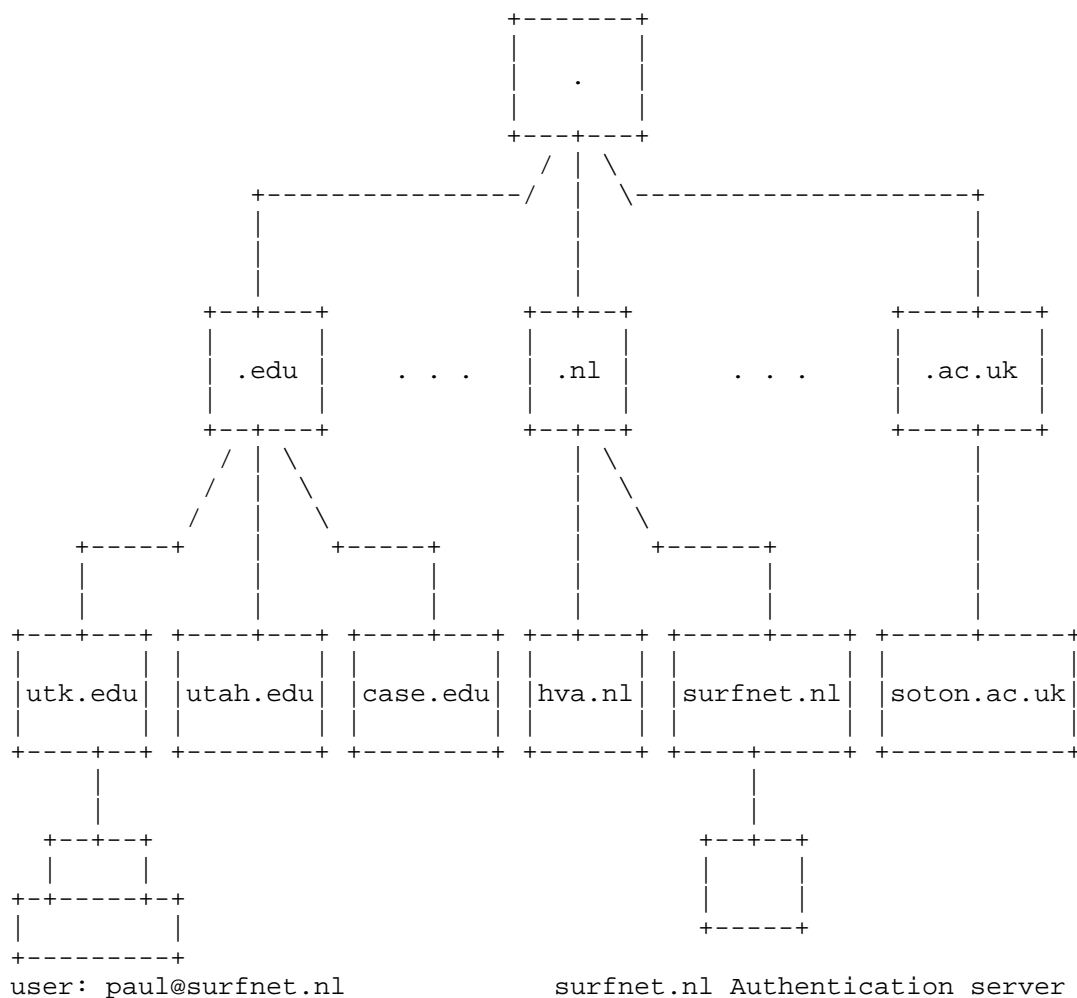 .
.edu . . . .nl . . . .ac.uk
utk.edu utah.edu case.edu hva.nl surfnet.nl soton.ac.uk
user: paul@surfnet.nl surfnet.nl Authentication server